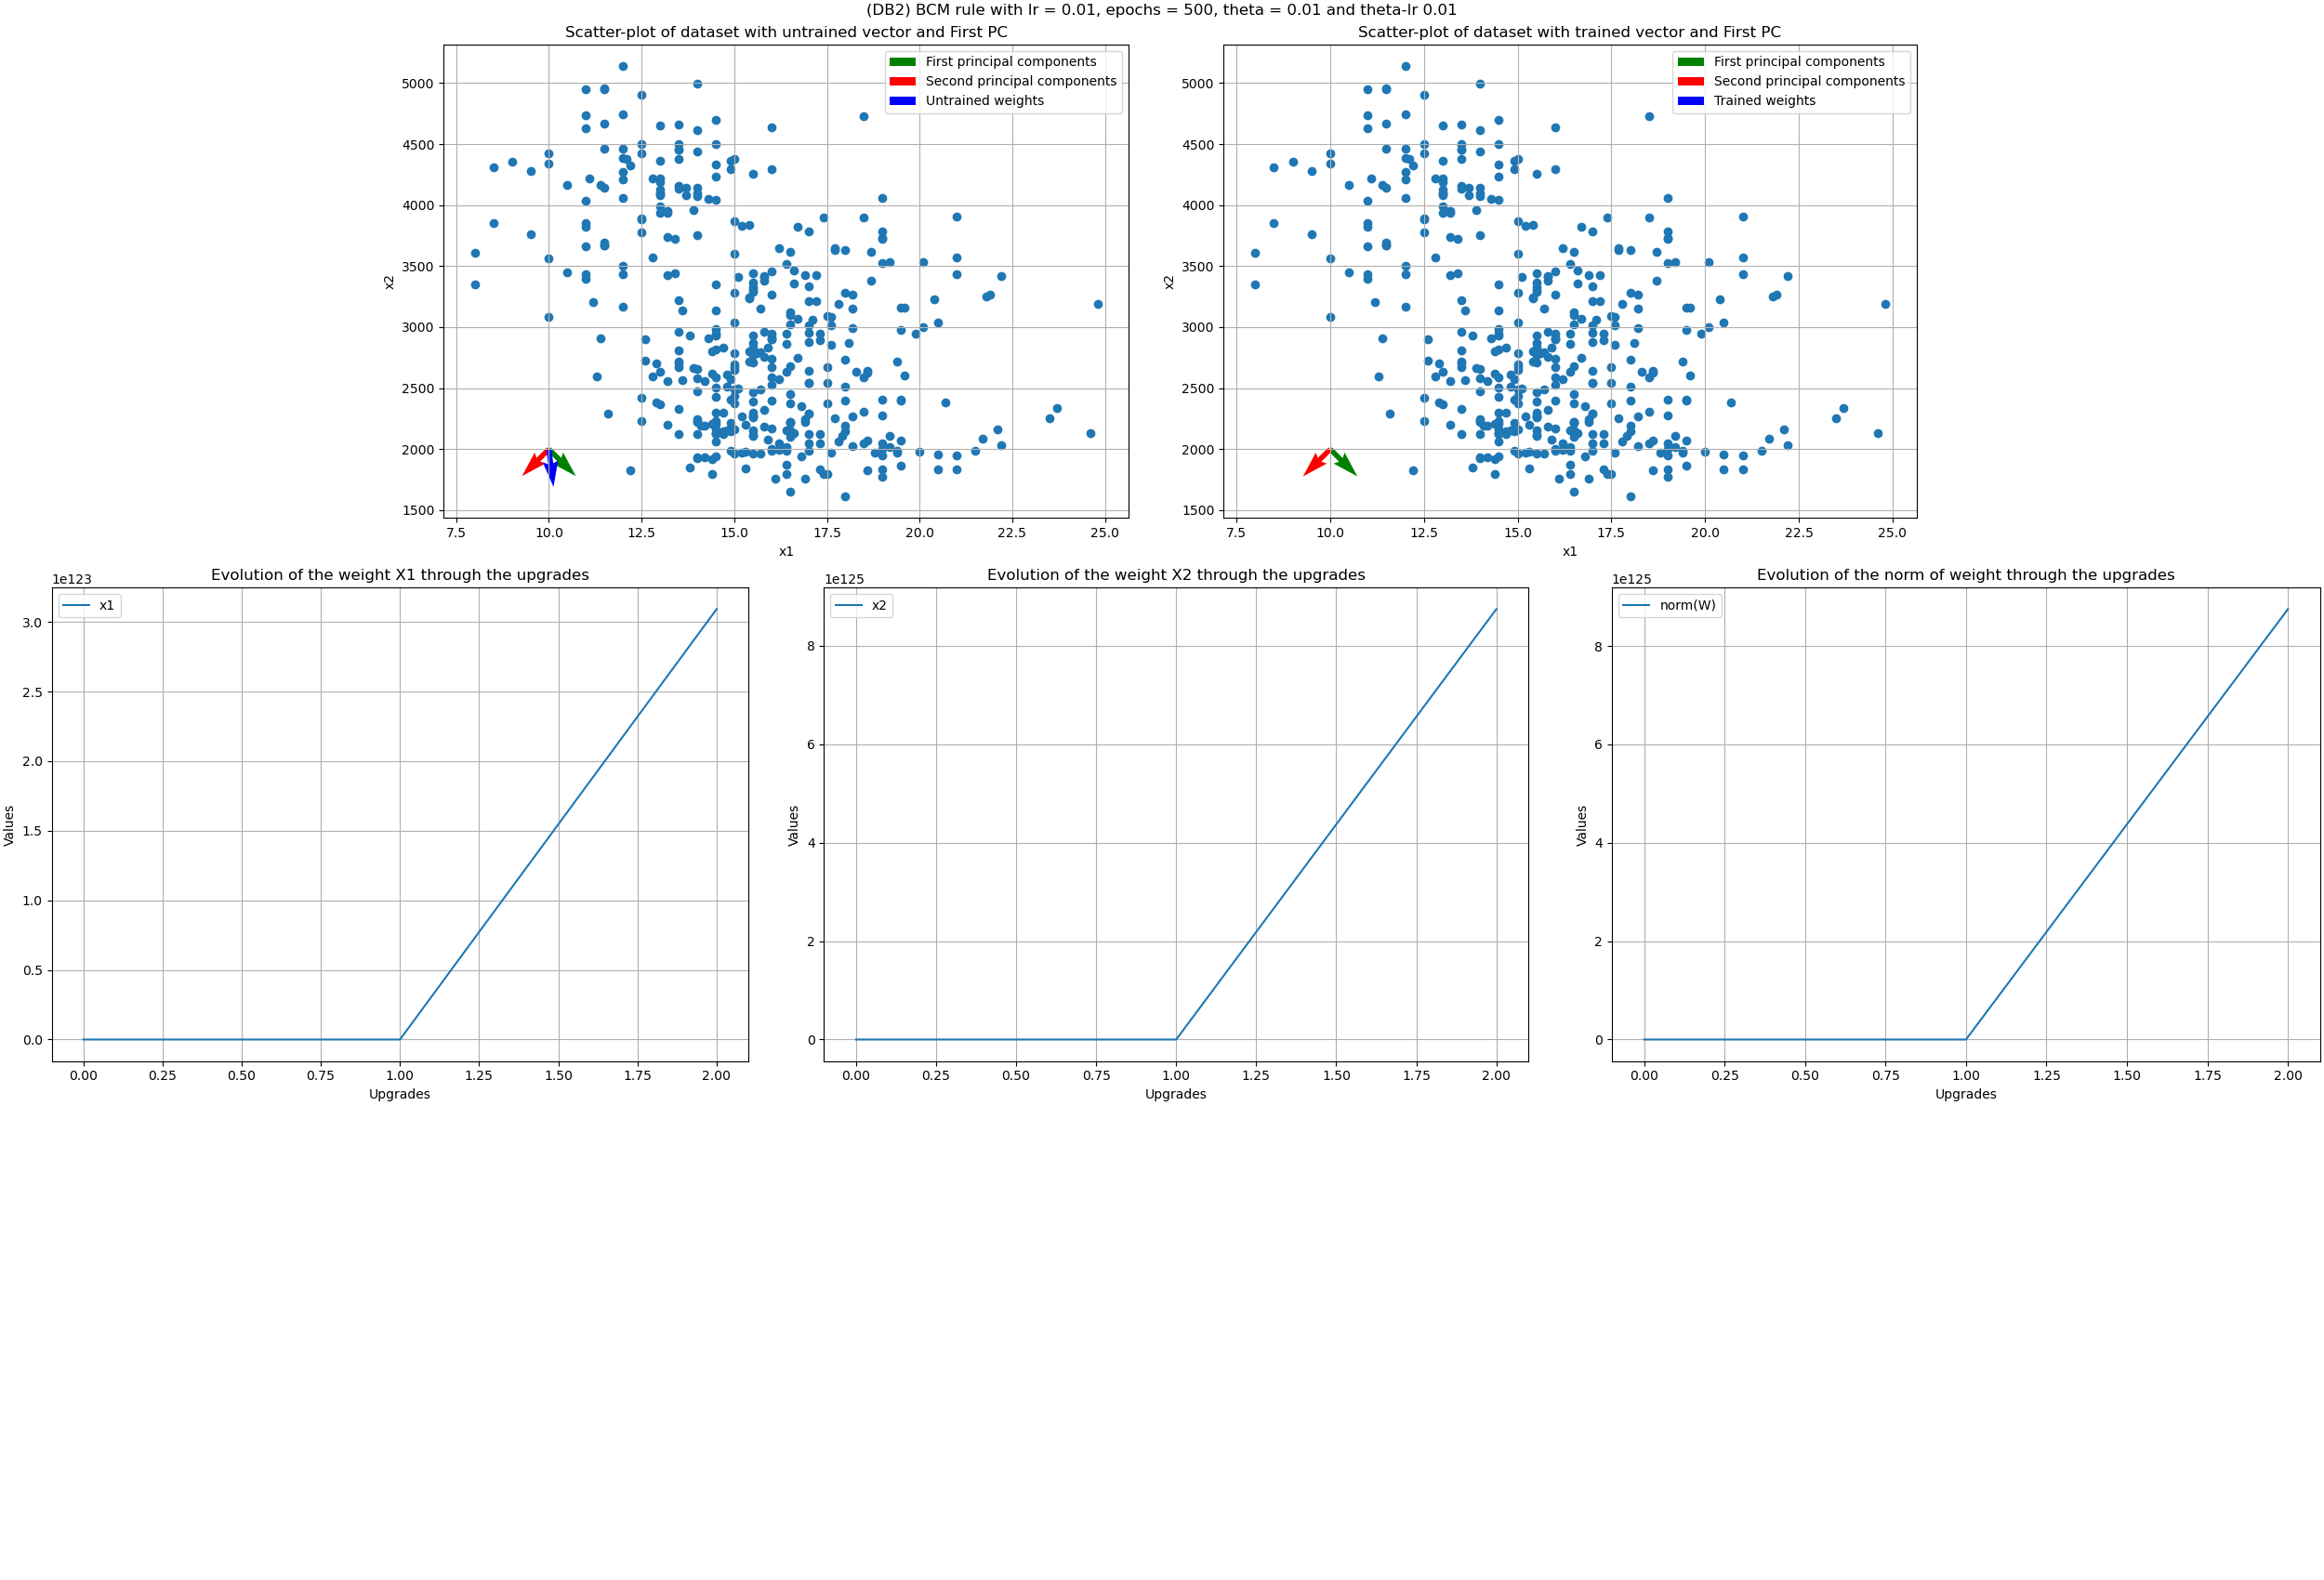 (DB2) BCM rule with lr = 0.01, epochs = 500, theta = 0.01 and theta-lr 0.01
Scatter-plot of dataset with untrained vector and First PC
First principal components
Second principal components
Untrained weights
5000
4500
4000
3500
3000
2500
2000
1500
x2
7.5 10.0 12.5 15.0 17.5 20.0 22.5 25.0
x1
Scatter-plot of dataset with trained vector and First PC
First principal components
Second principal components
Trained weights
5000
4500
4000
3500
3000
2500
2000
1500
x2
7.5 10.0 12.5 15.0 17.5 20.0 22.5 25.0
x1
Evolution of the weight X1 through the upgrades
1e123
x1
3.0
2.5
2.0
1.5
1.0
0.5
0.0
Values
0.00 0.25 0.50 0.75 1.00 1.25 1.50 1.75 2.00
Upgrades
Evolution of the weight X2 through the upgrades
1e125
x2
8
6
4
2
0
Values
0.00 0.25 0.50 0.75 1.00 1.25 1.50 1.75 2.00
Upgrades
Evolution of the norm of weight through the upgrades
1e125
norm(W)
8
6
4
2
0
Values
0.00 0.25 0.50 0.75 1.00 1.25 1.50 1.75 2.00
Upgrades